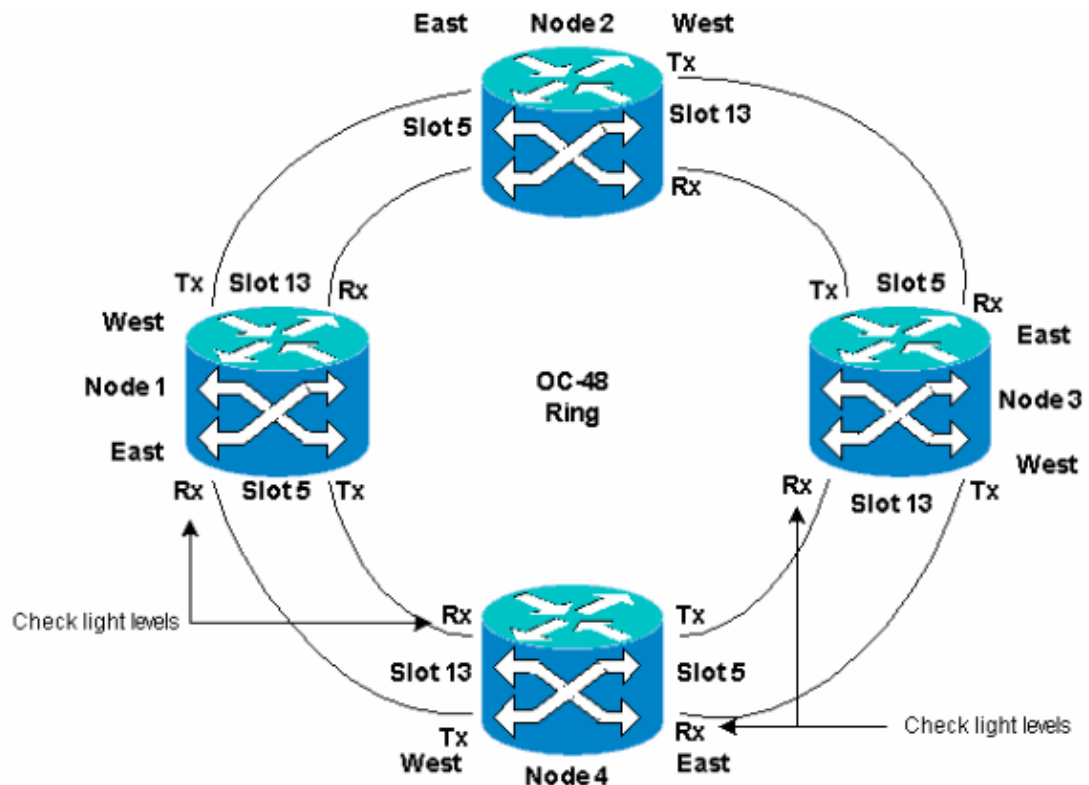 East Node 2 West
Tx
Slot 5 Slot 13
Rx
Tx Slot 13 Rx
Tx Slot 5 Rx
West
East
Node 1
OC-48
Ring
Node 3
East
West
Rx Slot 5 Tx
Rx Slot 13 Tx
Check light levels
Rx Tx
Slot 13 Slot 5
Tx Rx
Check light levels
West Node 4 East